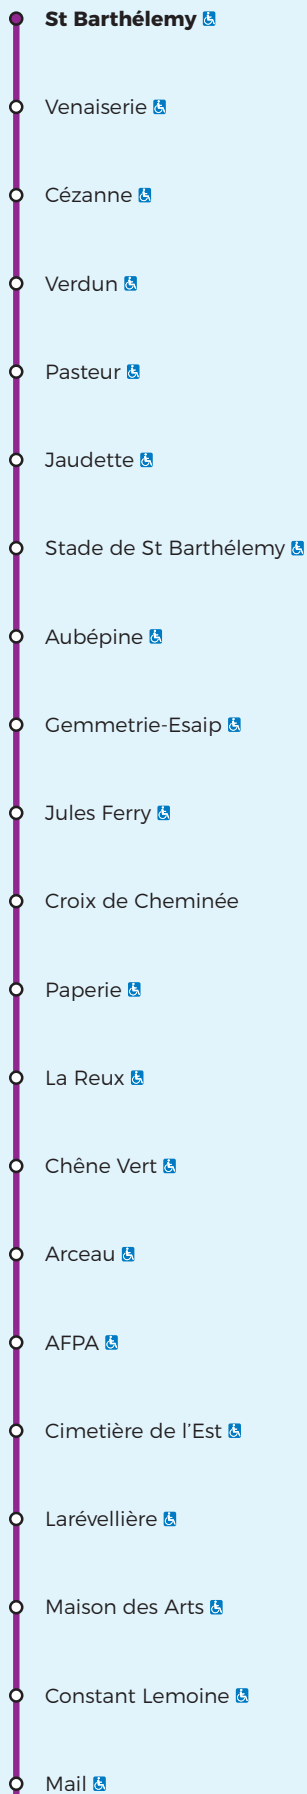 St Barthélemy
Venaiserie
Cézanne
Verdun
Pasteur
Jaudette
Stade de St Barthélemy
Aubépine
Gemmetrie-Esaip
Jules Ferry
Croix de Cheminée
Paperie
La Reux
Chêne Vert
Arceau
AFPA
Cimetière de l’Est
Larévellière
Maison des Arts
Constant Lemoine
Mail